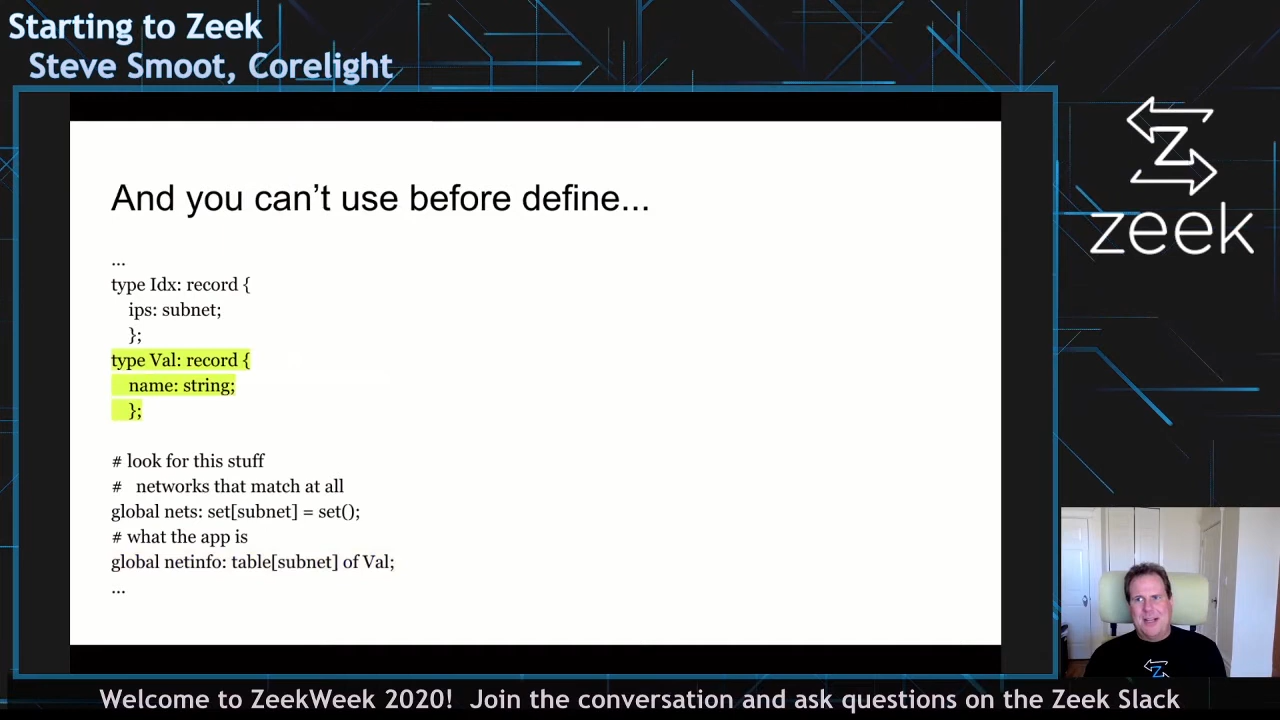 Starting to Zeek
Steve Smoot, Corelight
zeek
And you can’t use before define...
...
type Idx: record {
ips: subnet;
};
type Val: record {
name: string;
};
# look for this stuff
#   networks that match at all
global nets: set[subnet] = set();
# what the app is
global netinfo: table[subnet] of Val;
...
Welcome to ZeekWeek 2020!  Join the conversation and ask questions on the Zeek Slack